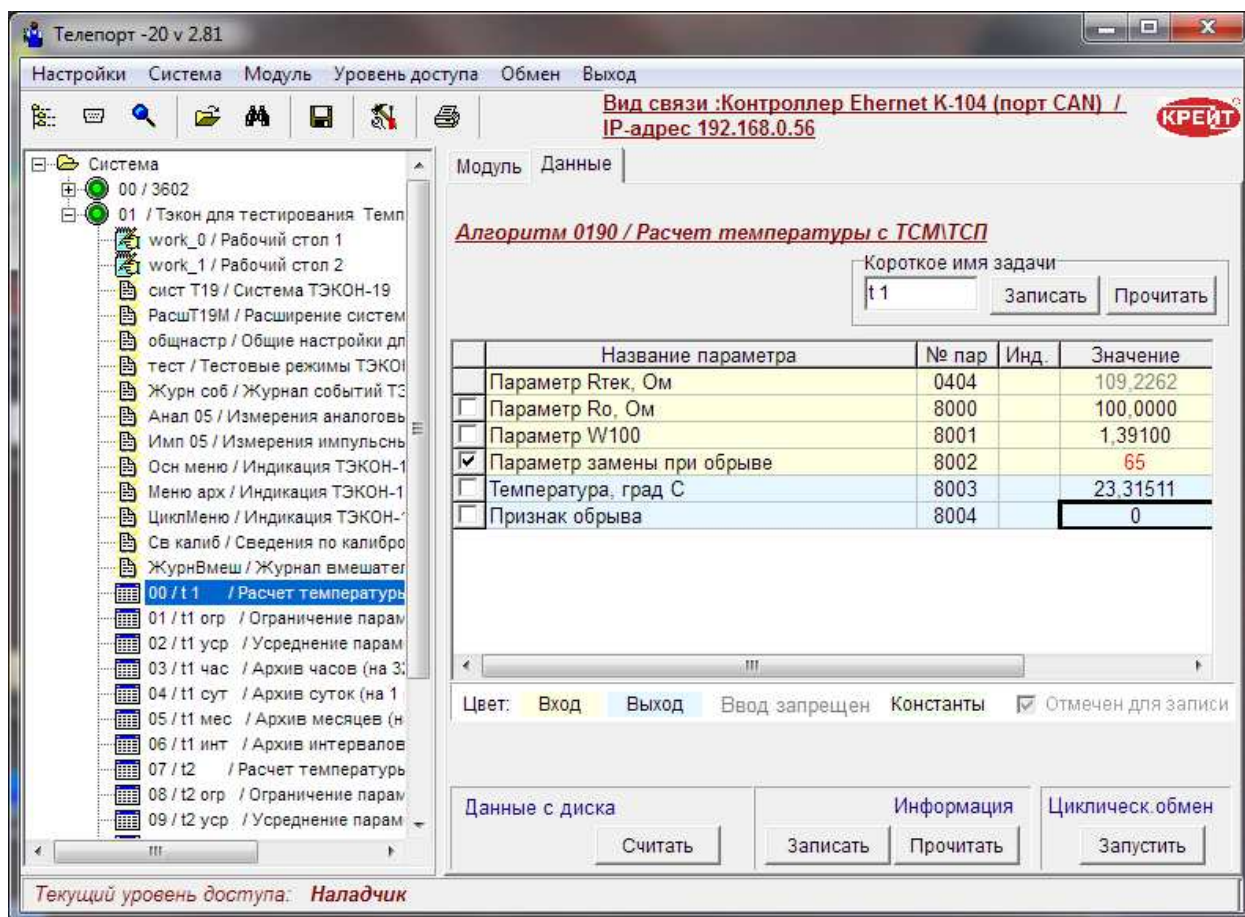 Телепорт -20 v 2.81
Настройки Система Модуль Уровень доступа Обмен Выход
Вид связи :Контроллер Ehernet K-104 (порт CAN) /
IP-адрес 192.168.0.56
КРЕЙТ
Модуль Данные
Система
00 / 3602
01 / Тэкон для тестирования Темп
work_0 / Рабочий стол 1
work_1 / Рабочий стол 2
сист Т19 / Система ТЭКОН-19
РасшТ19М / Расширение систем
общнастр / Общие настройки дл
тест / Тестовые режимы ТЭКОН
Журн соб / Журнал событий ТЭ
Анал 05 / Измерения аналоговы
Имп 05 / Измерения импульсны
Осн меню / Индикация ТЭКОН-1
Меню арх / Индикация ТЭКОН-1
ЦиклМеню / Индикация ТЭКОН-1
Св калиб / Сведения по калибро
ЖурнВмеш / Журнал вмешател
00 / t 1 / Расчет температуры
01 / t1 огр / Ограничение парам
02 / t1 уср / Усреднение парам
03 / t1 час / Архив часов (на 32
04 / t1 сут / Архив суток (на 1
05 / t1 мес / Архив месяцев (н
06 / t1 инт / Архив интервалов
07 / t2 / Расчет температуры
08 / t2 огр / Ограничение парам
09 / t2 уср / Усреднение парам
Алгоритм 0190 / Расчет температуры с ТСМ\ТСП
Короткое имя задачи
t 1 Записать Прочитать
Название параметра № пар Инд. Значение
Параметр Rтек, Ом 0404 109,2262
Параметр Ro, Ом 8000 100,0000
Параметр W100 8001 1,39100
Параметр замены при обрыве 8002 65
Температура, град С 8003 23,31511
Признак обрыва 8004 0
Цвет: Вход Выход Ввод запрещен Константы Отмечен для записи
Данные с диска Информация Циклическ.обмен
Считать Записать Прочитать Запустить
Текущий уровень доступа: Наладчик